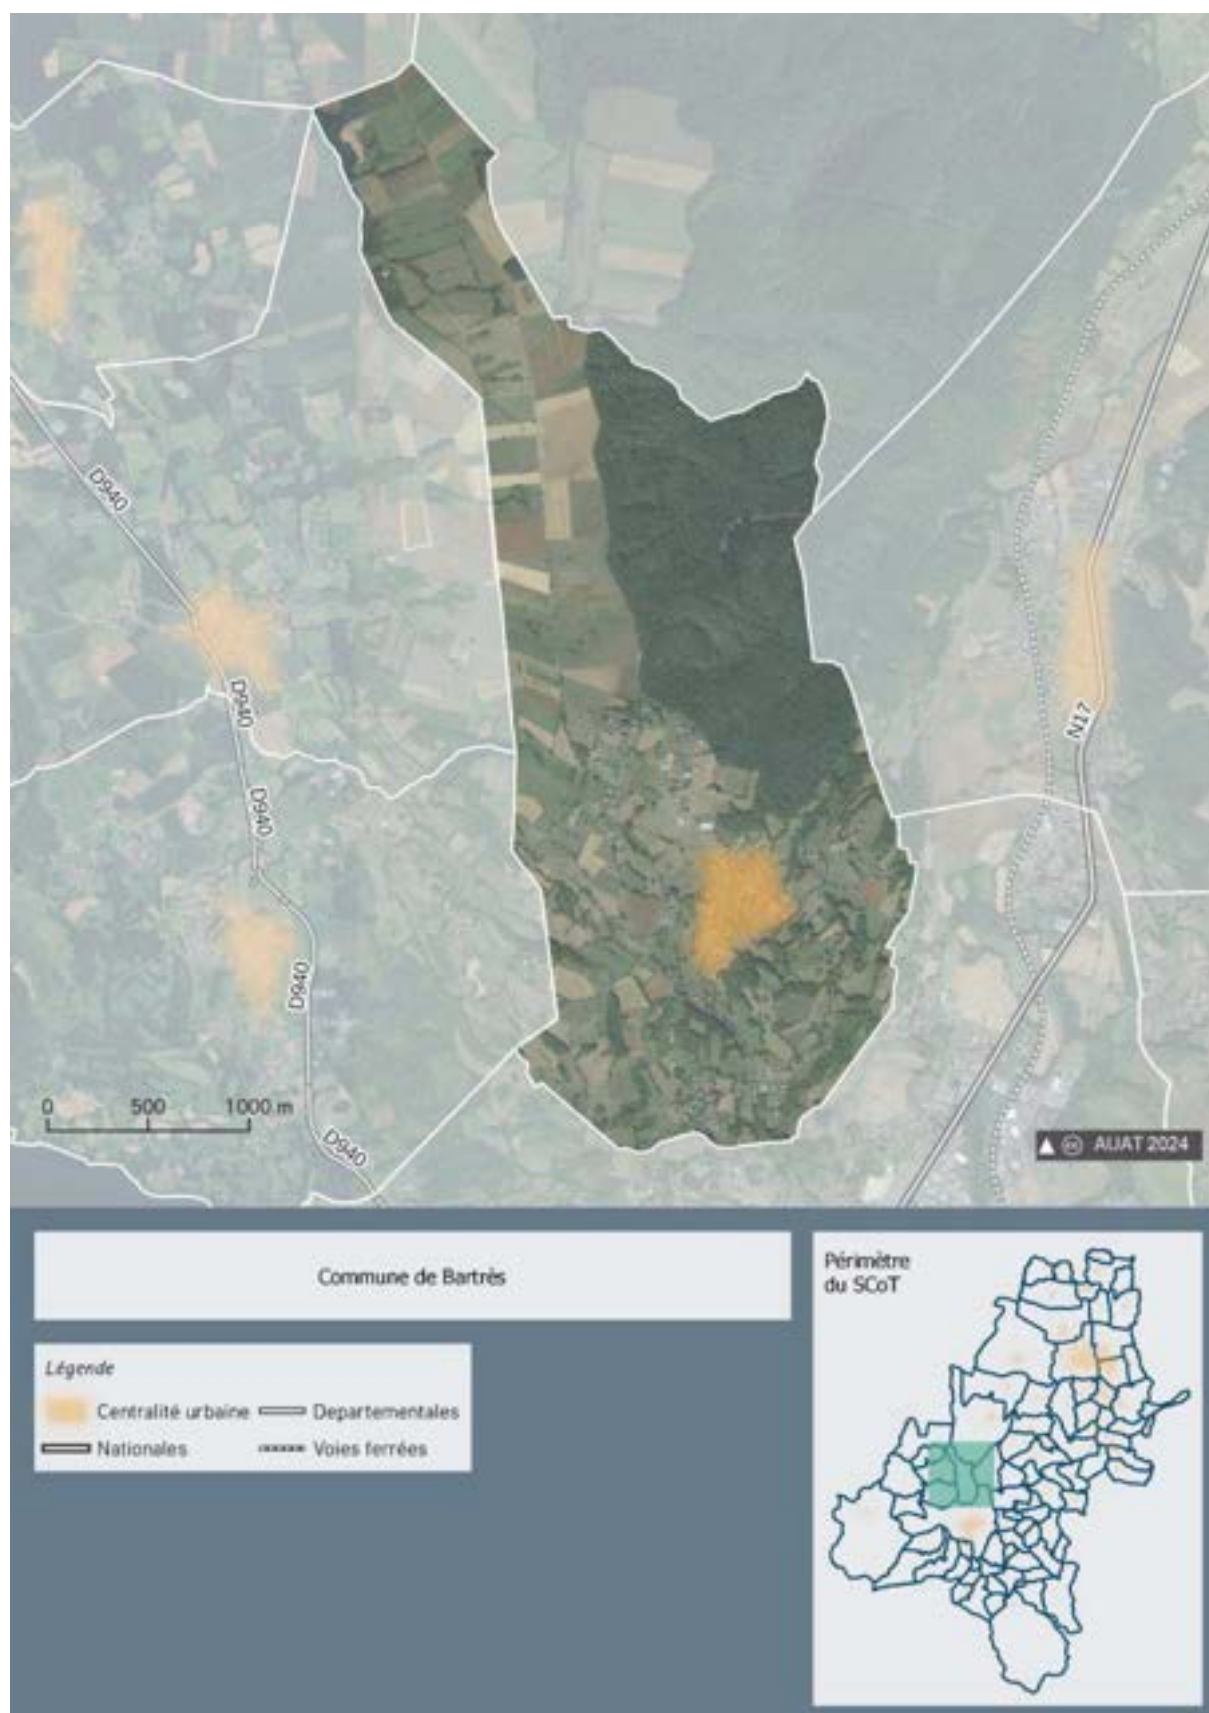 D940
D940
D940
D940
D940
N17
0 500 1000 m
AUAT 2024
Commune de Bartrès
Périmètre
du SCoT
Légende
Centralité urbaine
Departementales
Nationales
Voies ferrées